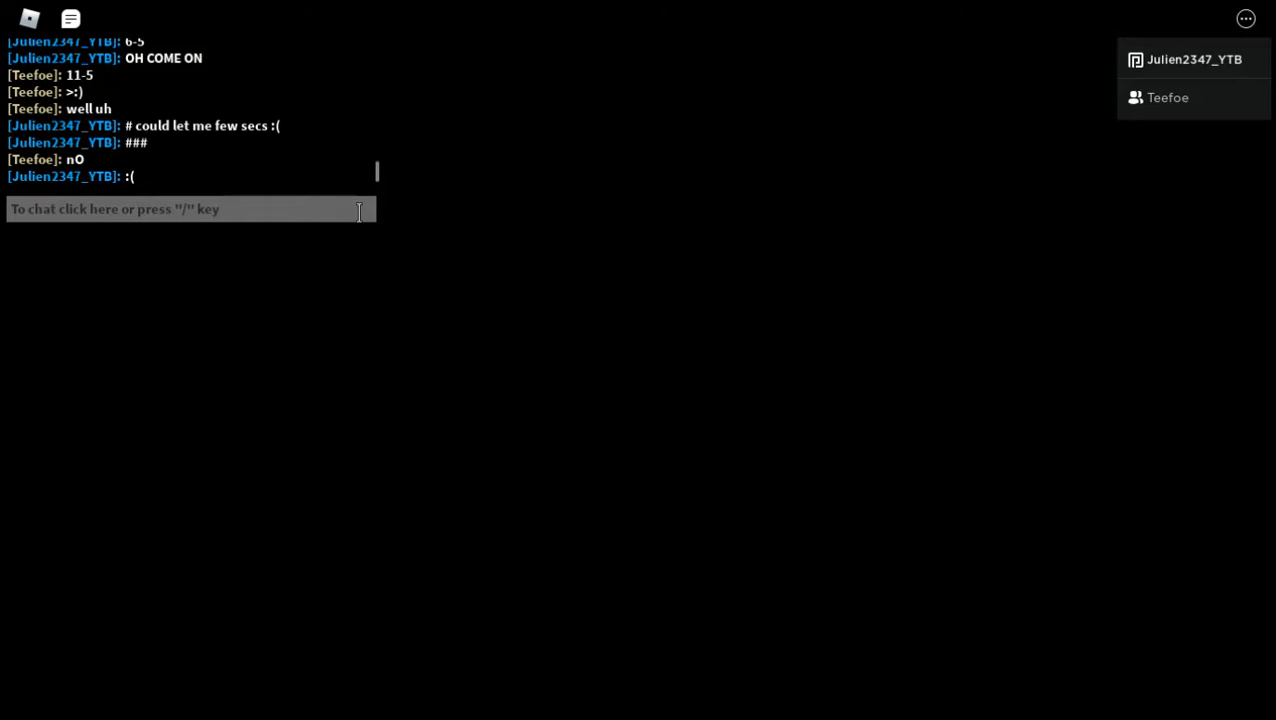 [Julien2347_YTB]: 6-5
[Julien2347_YTB]: OH COME ON
[Teefoe]: 11-5
[Teefoe]: >:)
[Teefoe]: well uh
[Julien2347_YTB]: # could let me few secs :(
[Julien2347_YTB]: ###
[Teefoe]: nO
[Julien2347_YTB]: :(
To chat click here or press "/" key
Julien2347_YTB
Teefoe